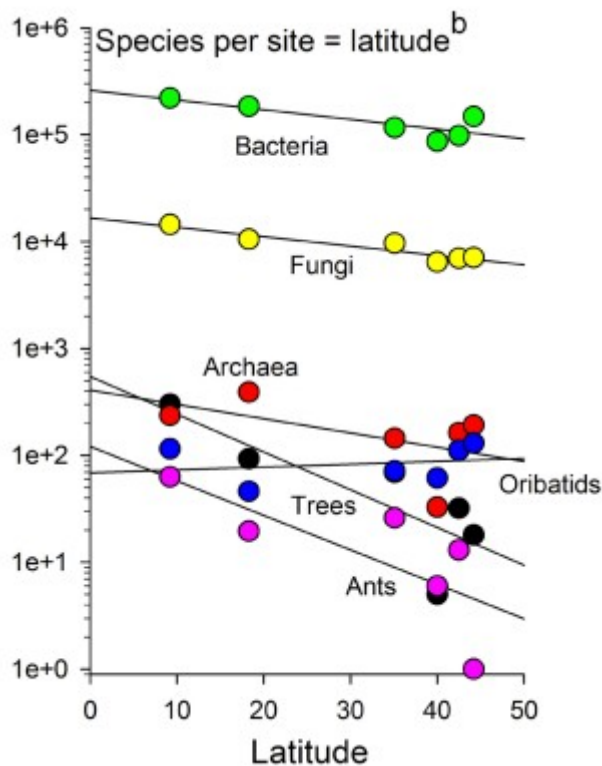 1e+6
Species per site = latitude^b
1e+5
Bacteria
1e+4
Fungi
1e+3
Archaea
1e+2
Oribatids
Trees
1e+1
Ants
1e+0
0 10 20 30 40 50
Latitude